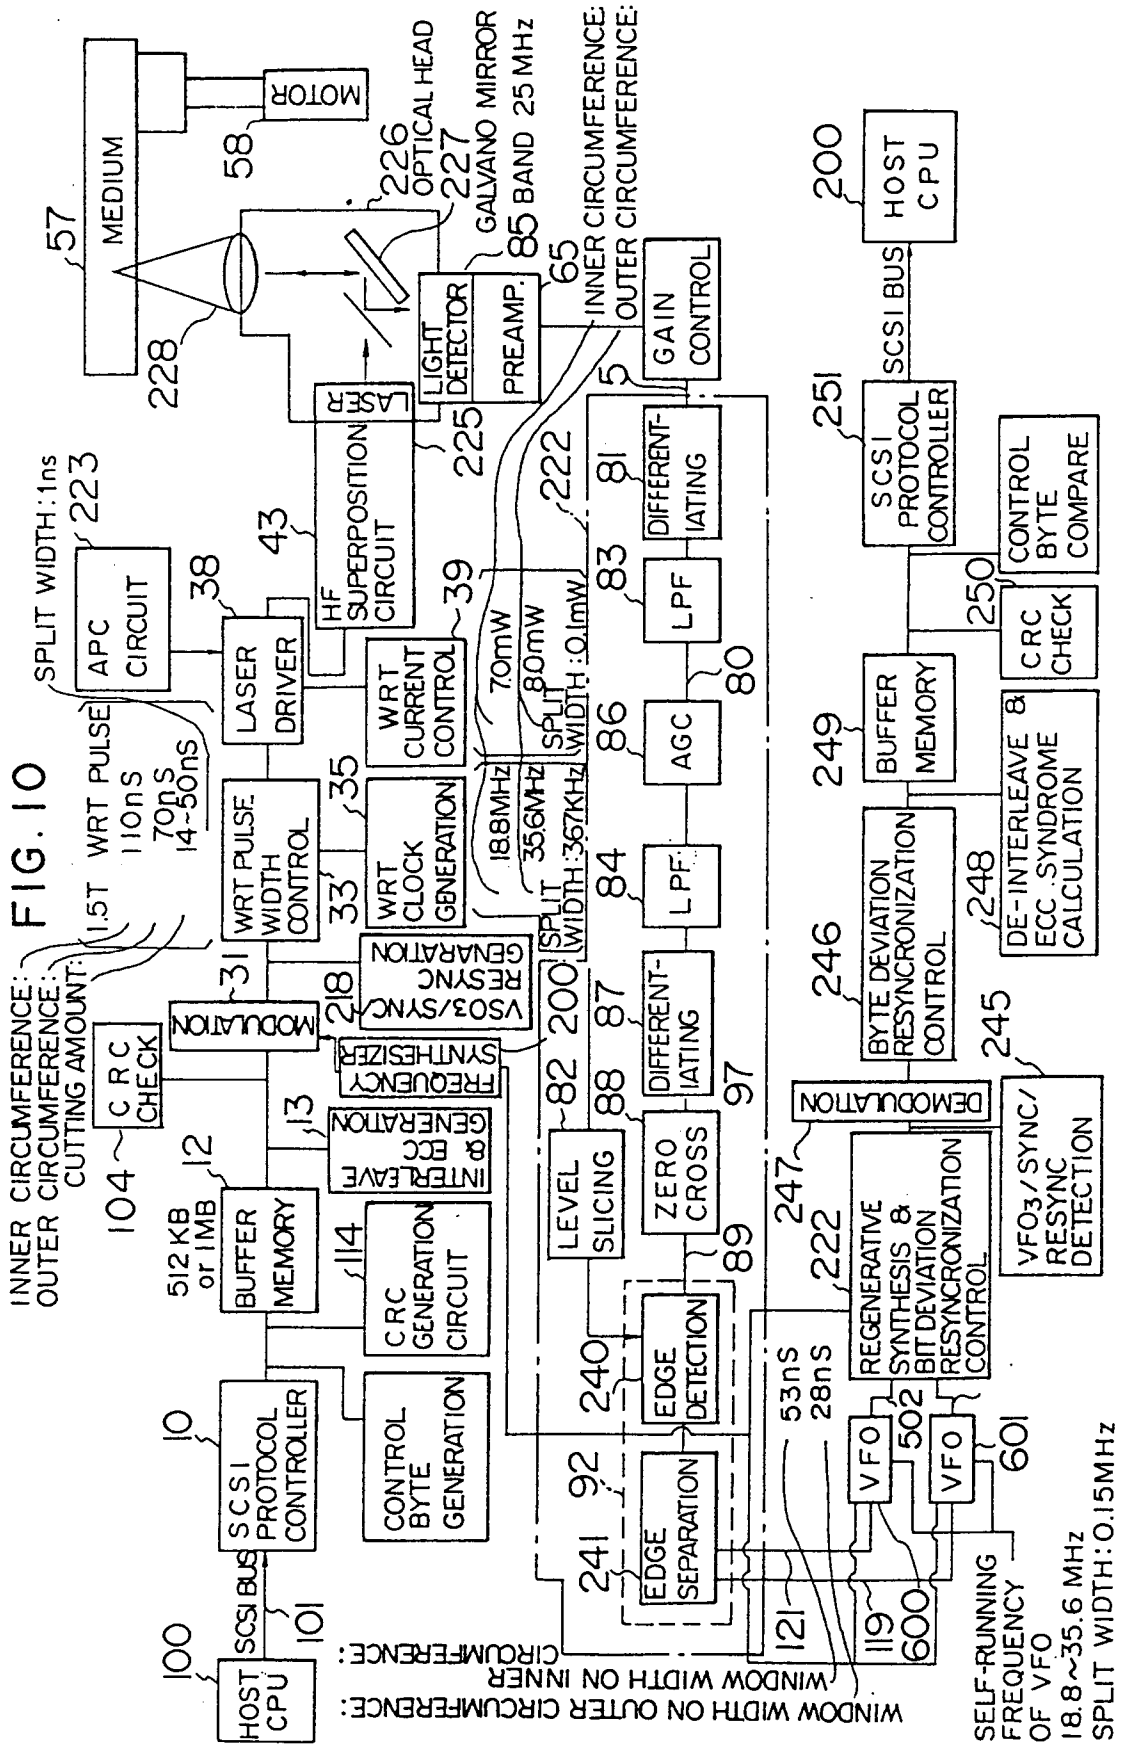 FIG. 10
INNER CIRCUMFERENCE:
OUTER CIRCUMFERENCE:
CUTTING AMOUNT:
1.5T WRT PULSE
110nS
70nS
14~50ns
SPLIT WIDTH:1ns
100
HOST
CPU
SCSI BUS
101
10
SCSI
PROTOCOL
CONTROLLER
CONTROL
BYTE
GENERATION
512KB
or 1MB
12
BUFFER
MEMORY
114
CRC
GENERATION
CIRCUIT
104
CRC
CHECK
13
INTERLEAVE
& ECC
GENERATION
31
MODULATION
FREQUENCY
SYNTHESIZER
200
218
VSO3/SYNC/
RESYNC
GENARATION
WRT PULSE
WIDTH
CONTROL
33
35
WRT
CLOCK
GENERATION
223
APC
CIRCUIT
38
LASER
DRIVER
39
WRT
CURRENT
CONTROL
43
HF
SUPERPOSITION
CIRCUIT
LASER
225
57
MEDIUM
58
MOTOR
228
226
OPTICAL HEAD
227
GALVANO MIRROR
LIGHT
DETECTOR
85 BAND 25 MHz
PREAMP.
65
INNER CIRCUMFERENCE:
OUTER CIRCUMFERENCE:
18.8MHz
35.6MHz
SPLIT
WIDTH:367KHz
7.0mW
8.0mW
SPLIT
WIDTH:0.1mW
222
GAIN
CONTROL
5
81
DIFFERENT-
IATING
83
LPF
80
86
AGC
84
LPF
87
DIFFERENT-
IATING
97
82
LEVEL
SLICING
88
ZERO
CROSS
89
240
EDGE
DETECTION
92
241
EDGE
SEPARATION
WINDOW WIDTH ON INNER
CIRCUMFERENCE:
WINDOW WIDTH ON OUTER CIRCUMFERENCE:
53nS
28nS
121
119
600
VFO
502
VFO
601
SELF-RUNNING
FREQUENCY
OF VFO
18.8~35.6 MHz
SPLIT WIDTH:0.15MHz
222
REGENERATIVE
SYNTHESIS &
BIT DEVIATION
RESYNCRONIZATION
CONTROL
247
DEMODULATION
245
VFO3/SYNC/
RESYNC
DETECTION
246
BYTE DEVIATION
RESYNCRONIZATION
CONTROL
248
DE-INTERLEAVE &
ECC.SYNDROME
CALCULATION
249
BUFFER
MEMORY
250
CRC
CHECK
CONTROL
BYTE
COMPARE
251
SCSI
PROTOCOL
CONTROLLER
SCSI BUS
200
HOST
CPU